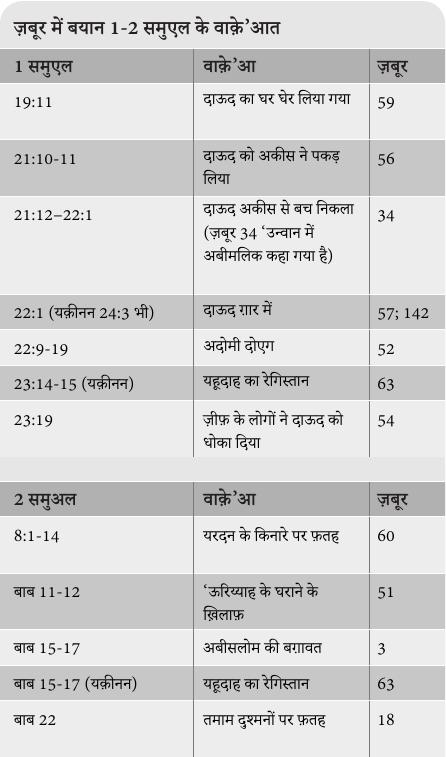 ज़बूर में बयान 1-2 समुएल के वाक़े’आत
1 समुएल वाक़े’आ ज़बूर
19:11 दाऊद का घर घेर लिया गया 59
21:10-11 दाऊद को अकीस ने पकड़ 56
लिया
21:12–22:1 दाऊद अकीस से बच निकला 34
(ज़बूर 34 ‘उन्वान में
अबीमलिक कहा गया है)
22:1 (यक़ीनन 24:3 भी) दाऊद ग़ार में 57; 142
22:9-19 अदोमी दोएग 52
23:14-15 (यक़ीनन) यहूदाह का रेगिस्तान 63
23:19 ज़ीफ़ के लोगों ने दाऊद को 54
धोका दिया
2 समुअल वाक़े’आ ज़बूर
8:1-14 यरदन के किनारे पर फ़तह 60
बाब 11-12 ‘ऊरिय्याह के घराने के 51
ख़िलाफ़
बाब 15-17 अबीसलोम की बग़ावत 3
बाब 15-17 (यक़ीनन) यहूदाह का रेगिस्तान 63
बाब 22 तमाम दुश्मनों पर फ़तह 18